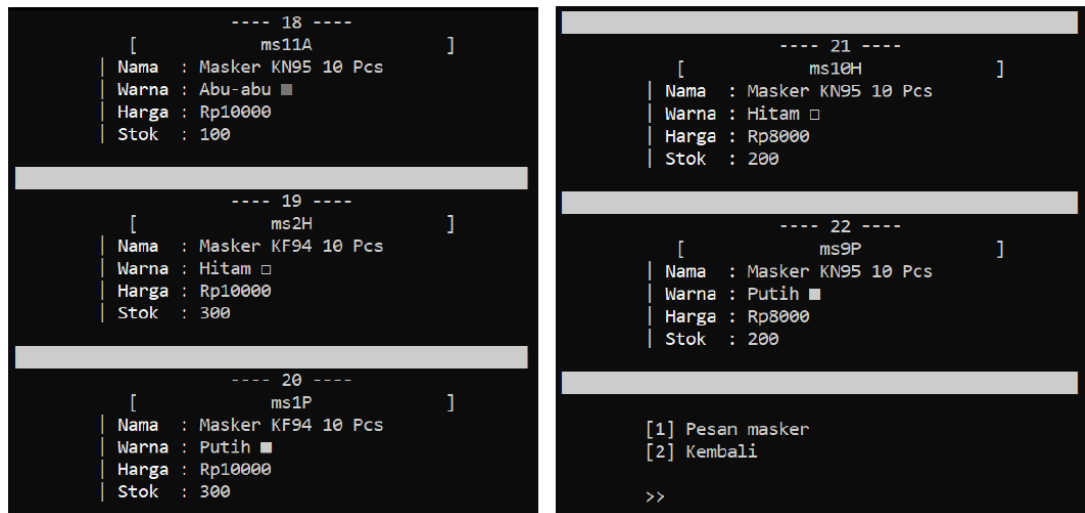 ---- 18 ----
[ ms11A ]
| Nama : Masker KN95 10 Pcs
| Warna : Abu-abu ■
| Harga : Rp10000
| Stok : 100
---- 19 ----
[ ms2H ]
| Nama : Masker KF94 10 Pcs
| Warna : Hitam □
| Harga : Rp10000
| Stok : 300
---- 20 ----
[ ms1P ]
| Nama : Masker KF94 10 Pcs
| Warna : Putih ■
| Harga : Rp10000
| Stok : 300
---- 21 ----
[ ms10H ]
| Nama : Masker KN95 10 Pcs
| Warna : Hitam □
| Harga : Rp8000
| Stok : 200
---- 22 ----
[ ms9P ]
| Nama : Masker KN95 10 Pcs
| Warna : Putih ■
| Harga : Rp8000
| Stok : 200
[1] Pesan masker
[2] Kembali
>>